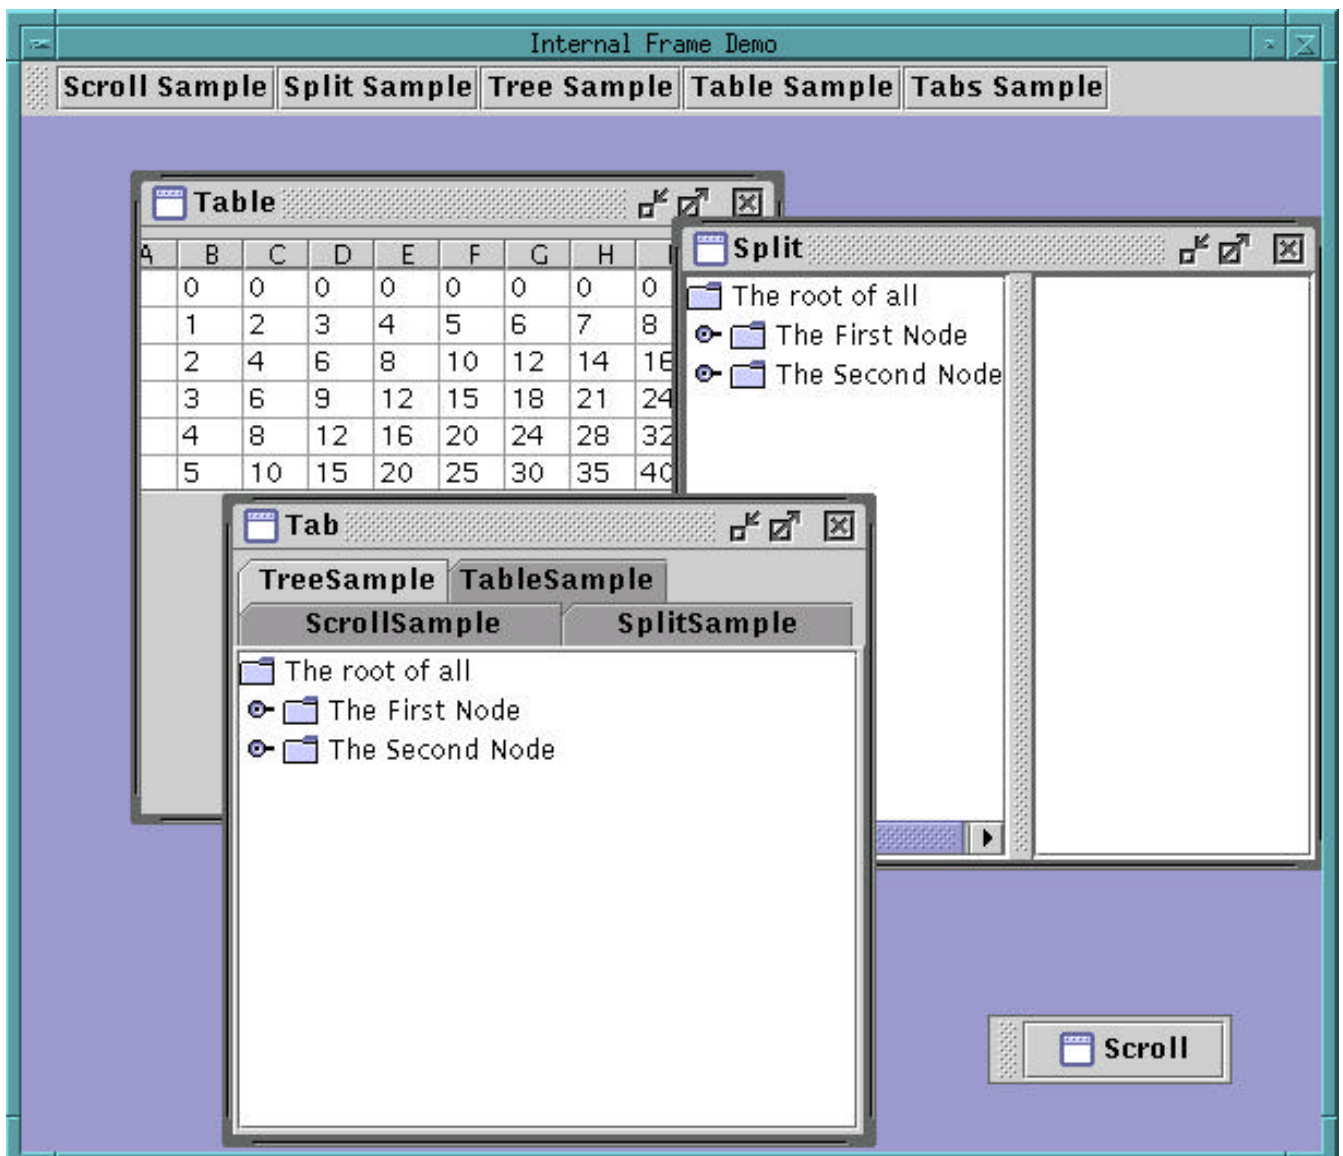 Internal Frame Demo
Scroll Sample Split Sample Tree Sample Table Sample Tabs Sample
Table
A B C D E F G H
0 0 0 0 0 0 0 0
1 2 3 4 5 6 7 8
2 4 6 8 10 12 14 16
3 6 9 12 15 18 21 24
4 8 12 16 20 24 28 32
5 10 15 20 25 30 35 40
Split
The root of all
The First Node
The Second Node
Tab
TreeSample TableSample
ScrollSample SplitSample
The root of all
The First Node
The Second Node
Scroll